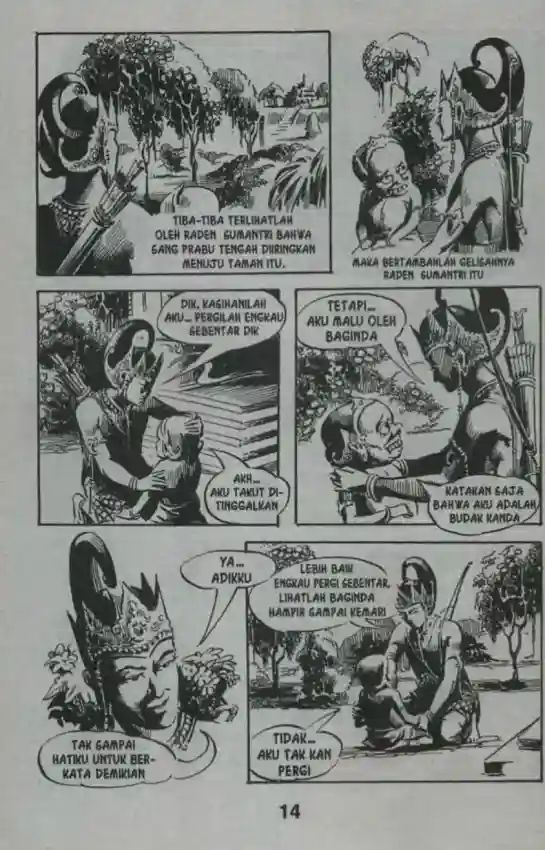 TIBA-TIBA TERLIHATLAH
OLEH RADEN SUMANTRI BAHWA
SANG PRABU TENGAH DIIRINGKAN
MENUJU TAMAN ITU.
MAKA BERTAMBAHLAH GELISAHNYA
RADEN SUMANTRI ITU
DIK, KASIHANILAH
AKU... PERGILAH ENGKAU
SEBENTAR DIK
AKH...
AKU TAKUT DI-
TINGGALKAN
TETAPI...
AKU MALU OLEH
BAGINDA
KATAKAN SAJA
BAHWA AKU ADALAH
BUDAK KANDA
YA...
ADIKKU
TAK SAMPAI
HATIKU UNTUK BER-
KATA DEMIKIAN
LEBIH BAIK
ENGKAU PERGI SEBENTAR,
LIHATLAH BAGINDA
HAMPIR SAMPAI KEMARI
TIDAK...
AKU TAK KAN
PERGI
14